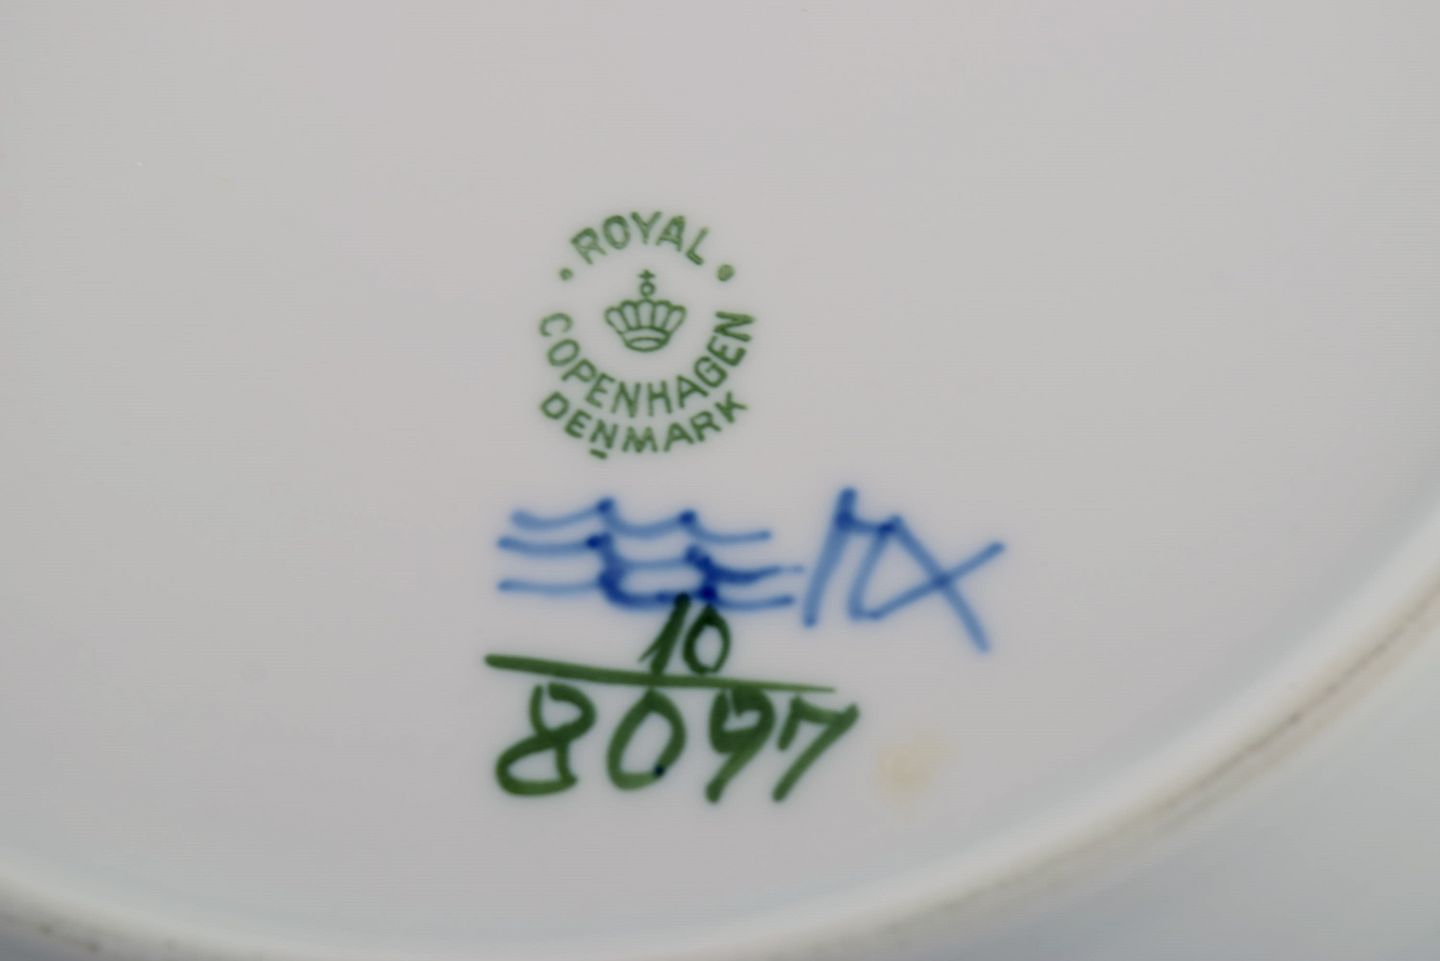 · ROYAL ·
COPENHAGEN
DENMARK
10
8097